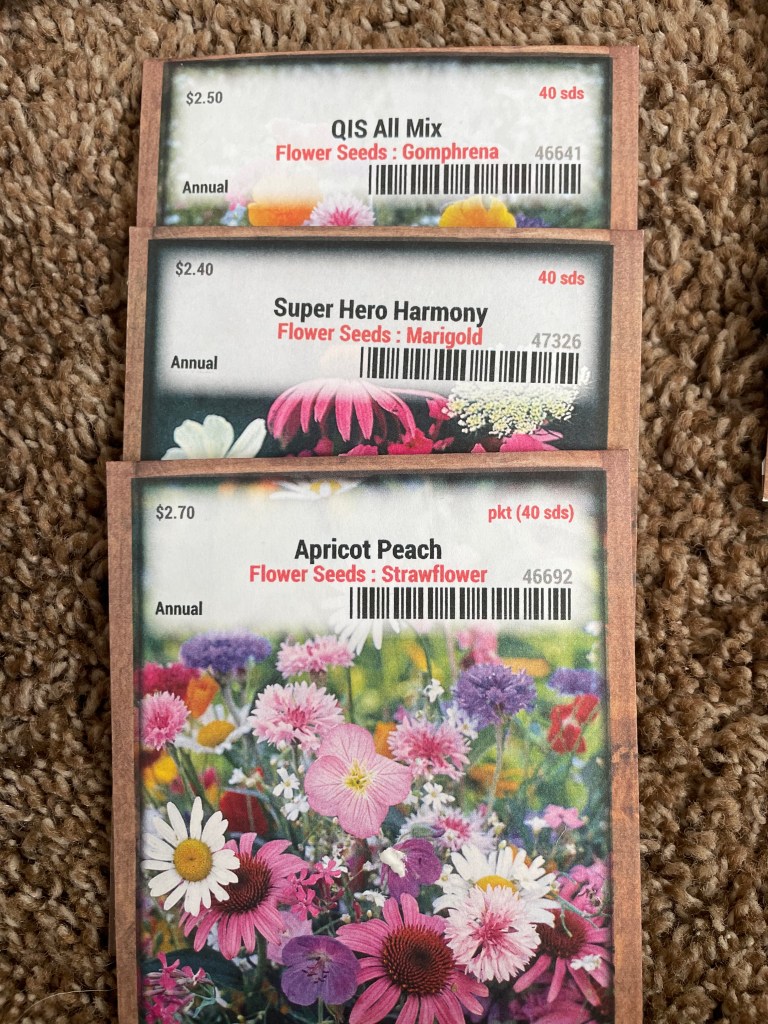 $2.50 40 sds
QIS All Mix
Flower Seeds : Gomphrena 46641
Annual
$2.40 40 sds
Super Hero Harmony
Flower Seeds : Marigold 47326
Annual
$2.70 pkt (40 sds)
Apricot Peach
Flower Seeds : Strawflower 46692
Annual